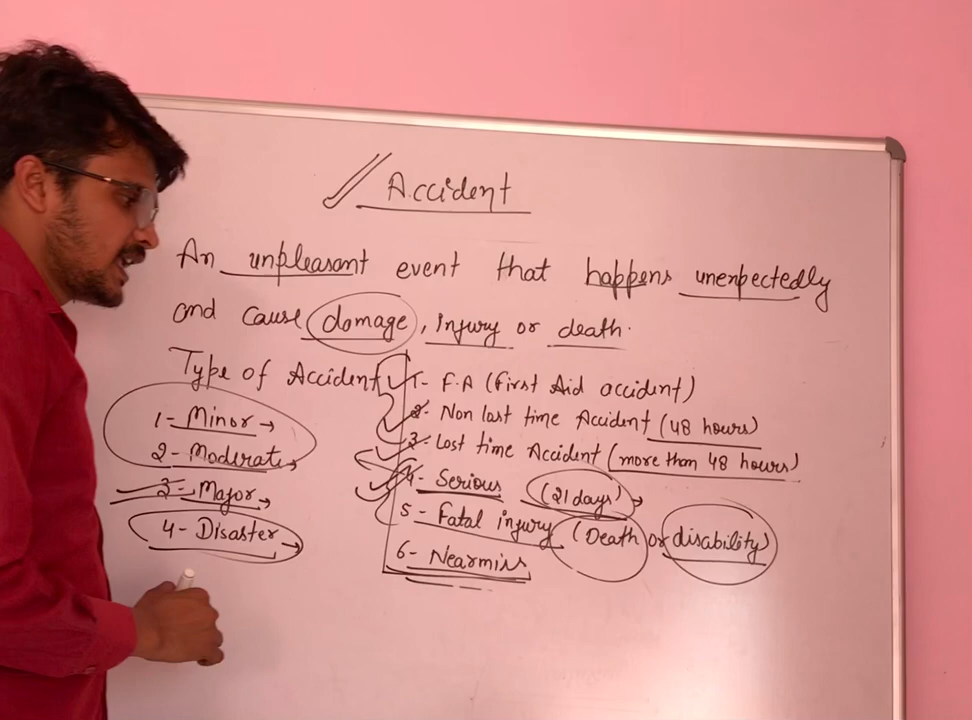 Accident
An unpleasant event that happens unexpectedly
and cause damage, injury or death.
Type of Accident
1- Minor →
2- Moderate →
3- Major →
4- Disaster →
1- F.A (First Aid accident)
2- Non lost time Accident (48 hours)
3- Lost time Accident (more than 48 hours)
4- Serious (21 days) →
5- Fatal injury (Death or disability)
6- Nearmiss